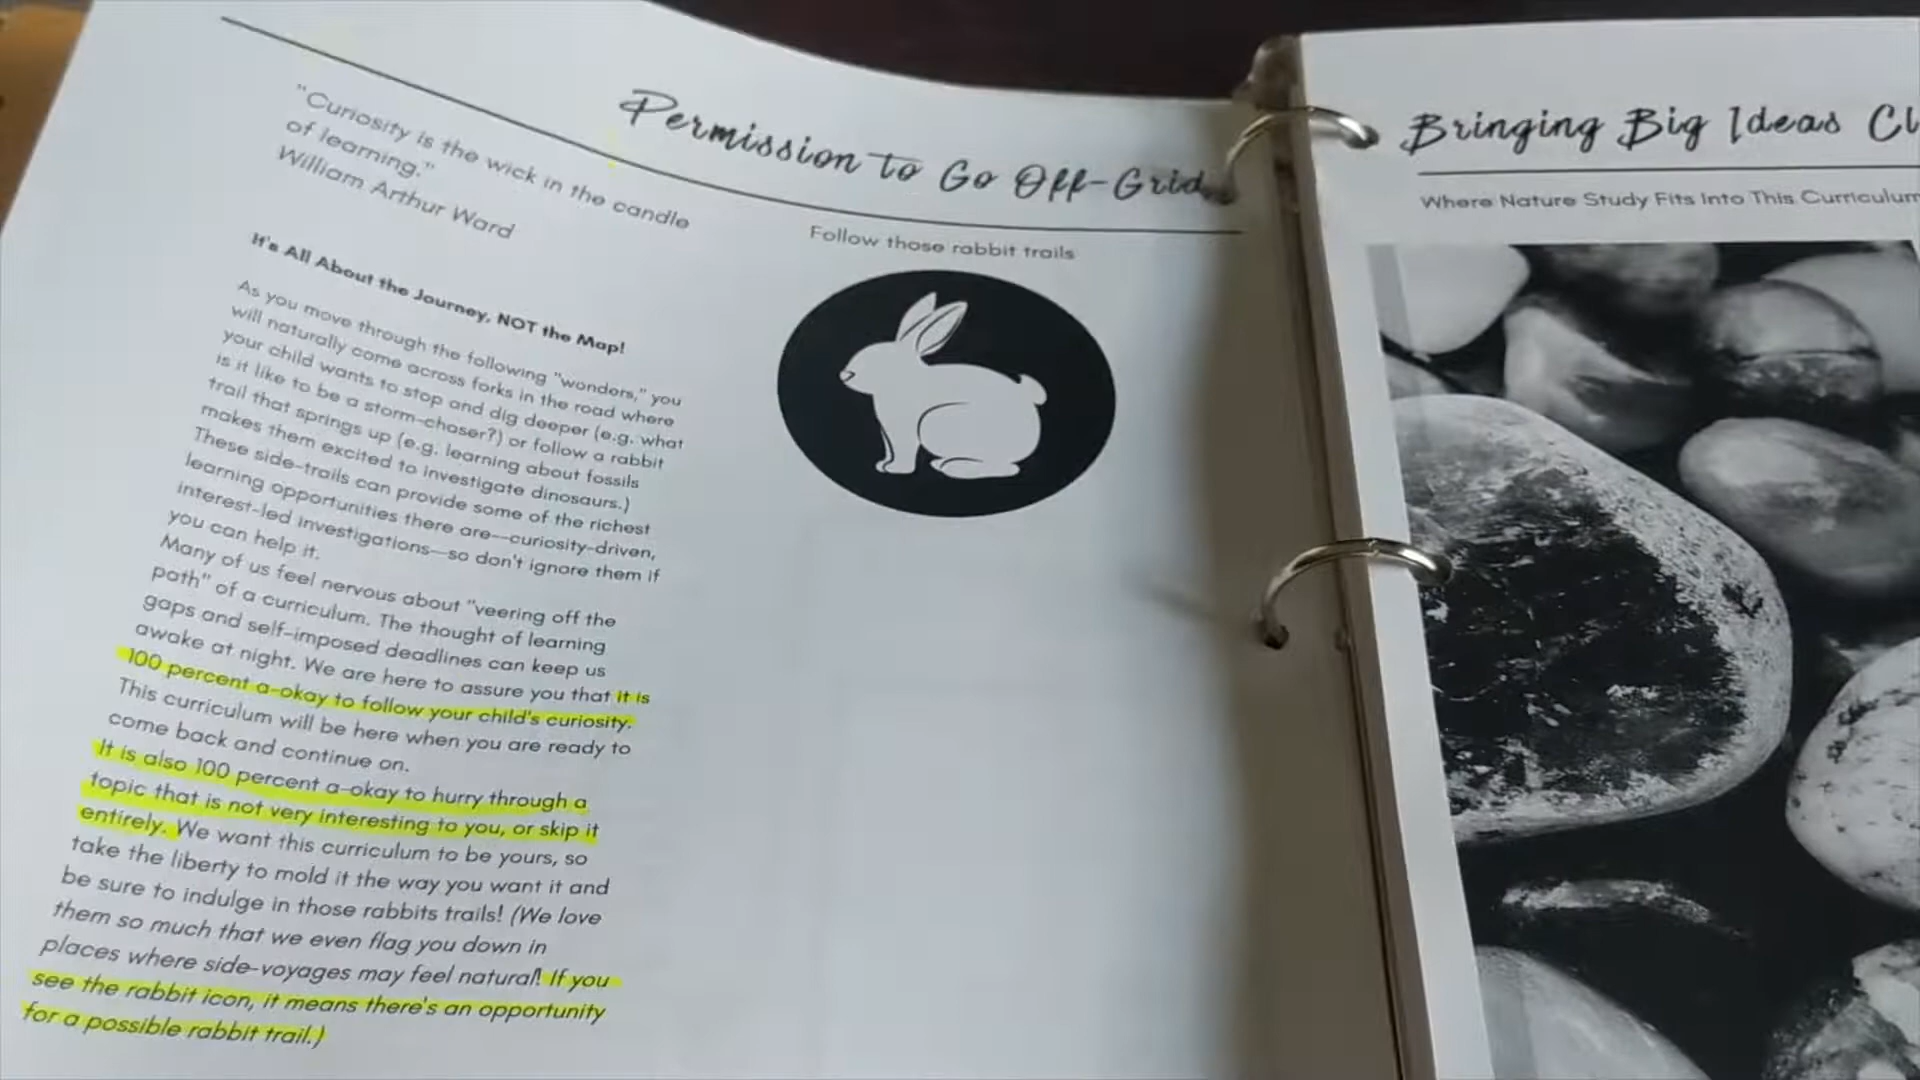 Permission to Go Off-Grid
"Curiosity is the wick in the candle
of learning."
William Arthur Ward
Follow those rabbit trails
It's All About the Journey, NOT the Map!
As you move through the following "wonders," you
will naturally come across forks in the road where
your child wants to stop and dig deeper (e.g. what
is it like to be a storm-chaser?) or follow a rabbit
trail that springs up (e.g. learning about fossils
makes them excited to investigate dinosaurs.)
These side-trails can provide some of the richest
learning opportunities there are—curiosity-driven,
interest-led investigations—so don't ignore them if
you can help it.
Many of us feel nervous about "veering off the
path" of a curriculum. The thought of learning
gaps and self-imposed deadlines can keep us
awake at night. We are here to assure you that it is
100 percent a-okay to follow your child's curiosity.
This curriculum will be here when you are ready to
come back and continue on.
It is also 100 percent a-okay to hurry through a
topic that is not very interesting to you, or skip it
entirely. We want this curriculum to be yours, so
take the liberty to mold it the way you want it and
be sure to indulge in those rabbits trails! (We love
them so much that we even flag you down in
places where side-voyages may feel natural! If you
see the rabbit icon, it means there's an opportunity
for a possible rabbit trail.)
Bringing Big Ideas Cl
Where Nature Study Fits Into This Curriculum